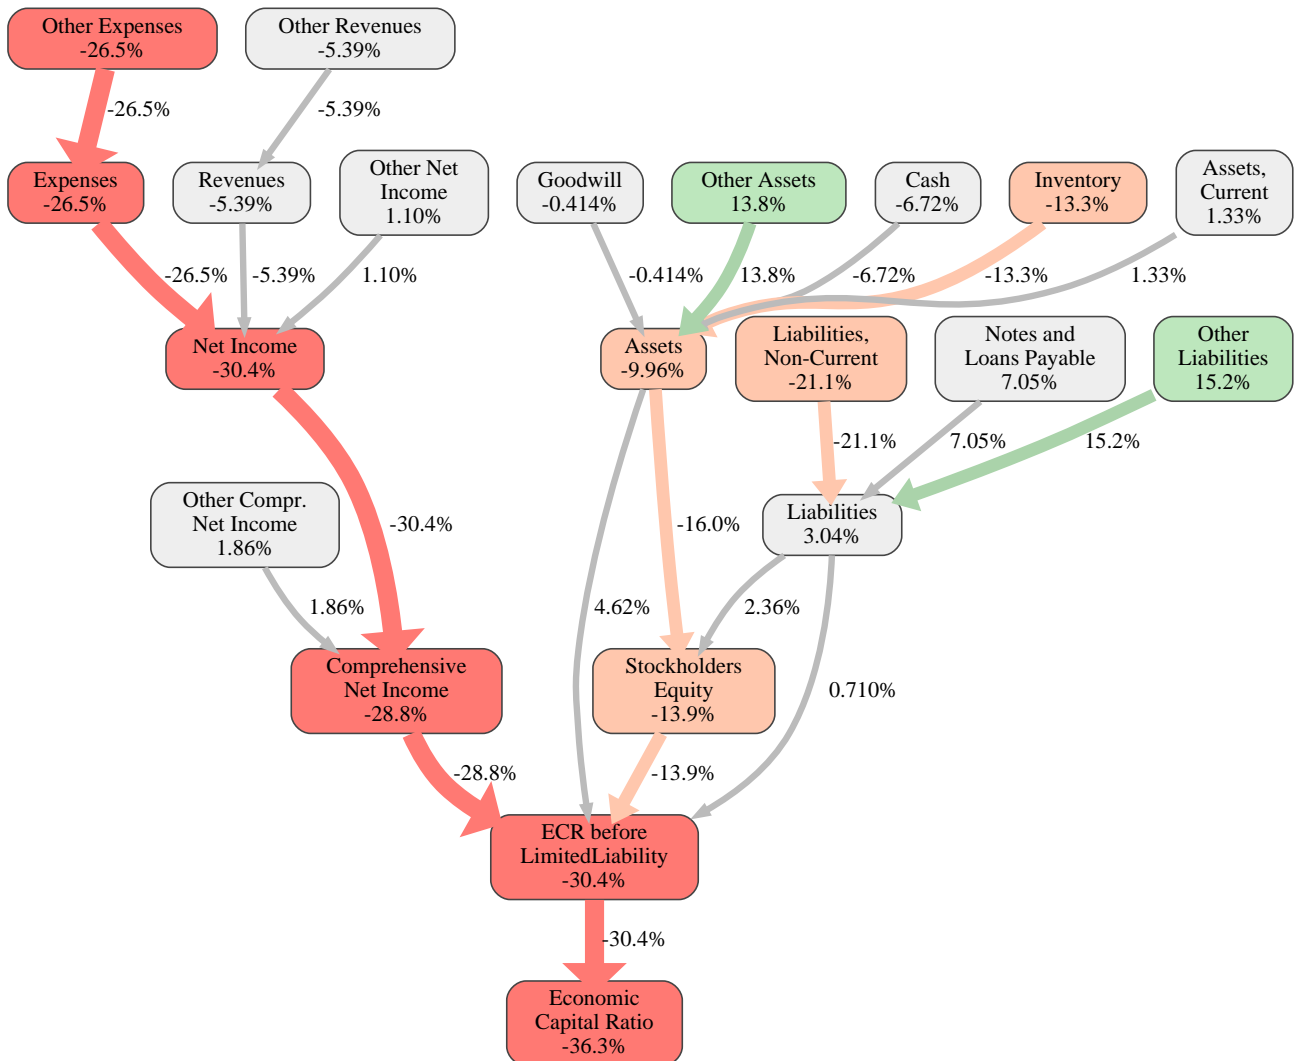 Other Expenses
-26.5%
Other Revenues
-5.39%
-26.5%
-5.39%
Expenses
-26.5%
Revenues
-5.39%
Other Net
Income
1.10%
Goodwill
-0.414%
Other Assets
13.8%
Cash
-6.72%
Inventory
-13.3%
Assets,
Current
1.33%
-26.5%
-5.39%
1.10%
-0.414%
13.8%
-6.72%
-13.3%
1.33%
Net Income
-30.4%
Assets
-9.96%
Liabilities,
Non-Current
-21.1%
Notes and
Loans Payable
7.05%
Other
Liabilities
15.2%
-21.1%
7.05%
15.2%
Other Compr.
Net Income
1.86%
-30.4%
-16.0%
Liabilities
3.04%
1.86%
4.62%
2.36%
0.710%
Comprehensive
Net Income
-28.8%
Stockholders
Equity
-13.9%
-28.8%
-13.9%
ECR before
LimitedLiability
-30.4%
-30.4%
Economic
Capital Ratio
-36.3%